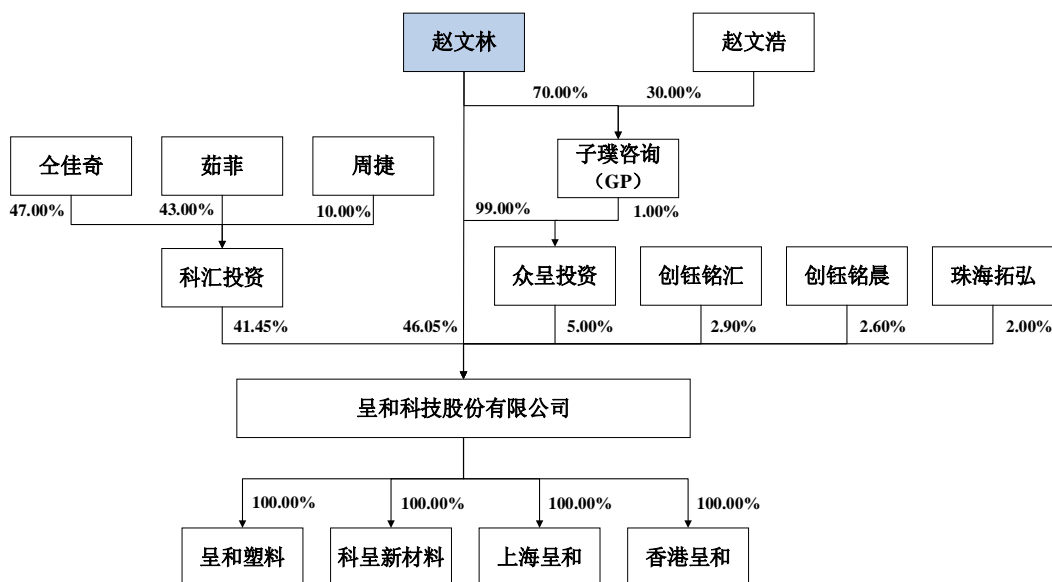 赵文林
赵文浩
70.00%
30.00%
仝佳奇
茹菲
周捷
子璞咨询
（GP）
47.00%
43.00%
10.00%
99.00%
1.00%
科汇投资
众呈投资
创钰铭汇
创钰铭晨
珠海拓弘
41.45%
46.05%
5.00%
2.90%
2.60%
2.00%
呈和科技股份有限公司
100.00%
100.00%
100.00%
100.00%
呈和塑料
科呈新材料
上海呈和
香港呈和